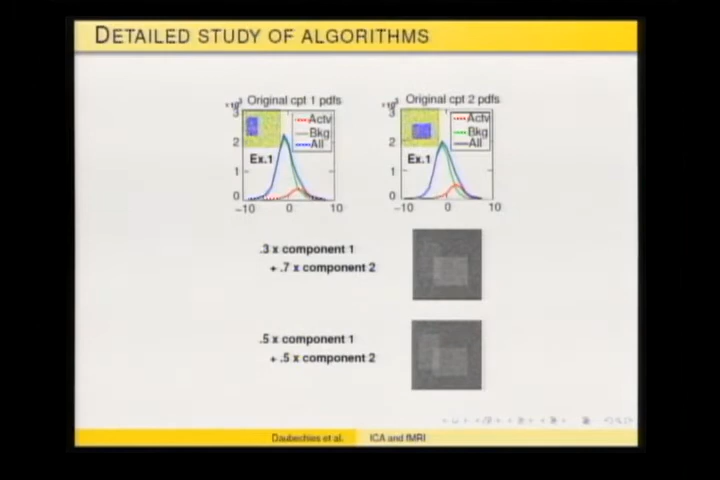 DETAILED STUDY OF ALGORITHMS
Original cpt 1 pdfs
Original cpt 2 pdfs
3
2
1
0
-10 0 10
Actv
Bkg
All
Ex.1
3
2
1
0
-10 0 10
Actv
Bkg
All
Ex.1
.3 x component 1
+ .7 x component 2
.5 x component 1
+ .5 x component 2
Daubechies et al. ICA and fMRI